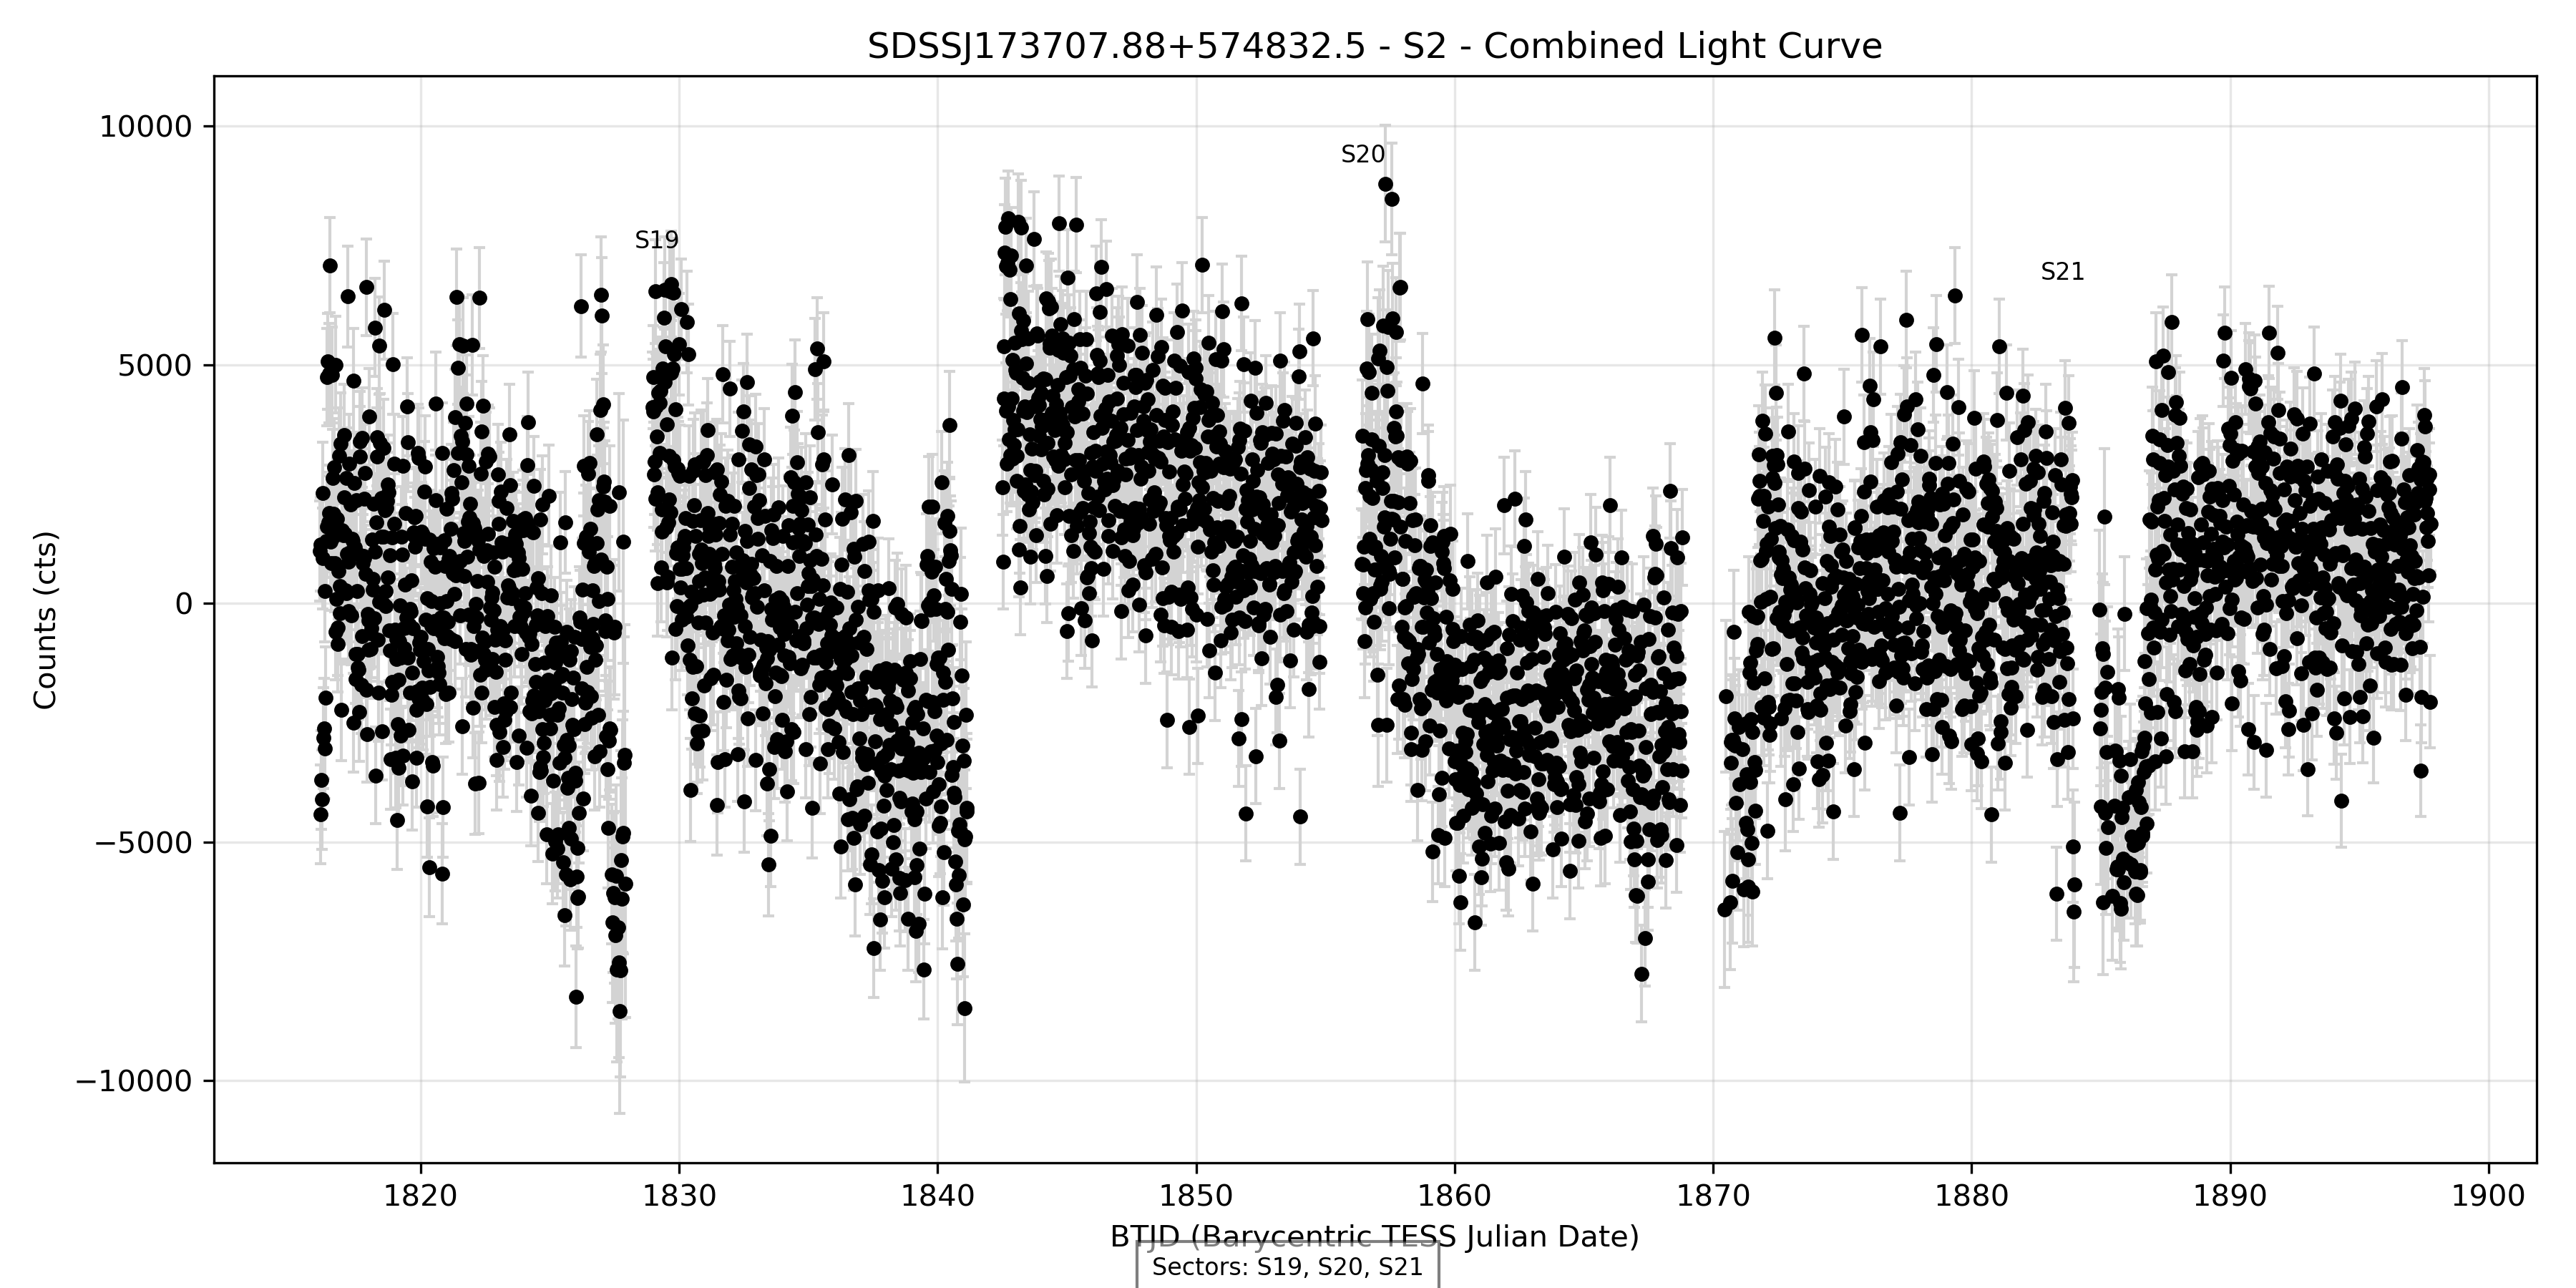 SDSSJ173707.88+574832.5 - S2 - Combined Light Curve
10000
5000
0
−5000
−10000
Counts (cts)
S19
S20
S21
1820 1830 1840 1850 1860 1870 1880 1890 1900
BTJD (Barycentric TESS Julian Date)
Sectors: S19, S20, S21